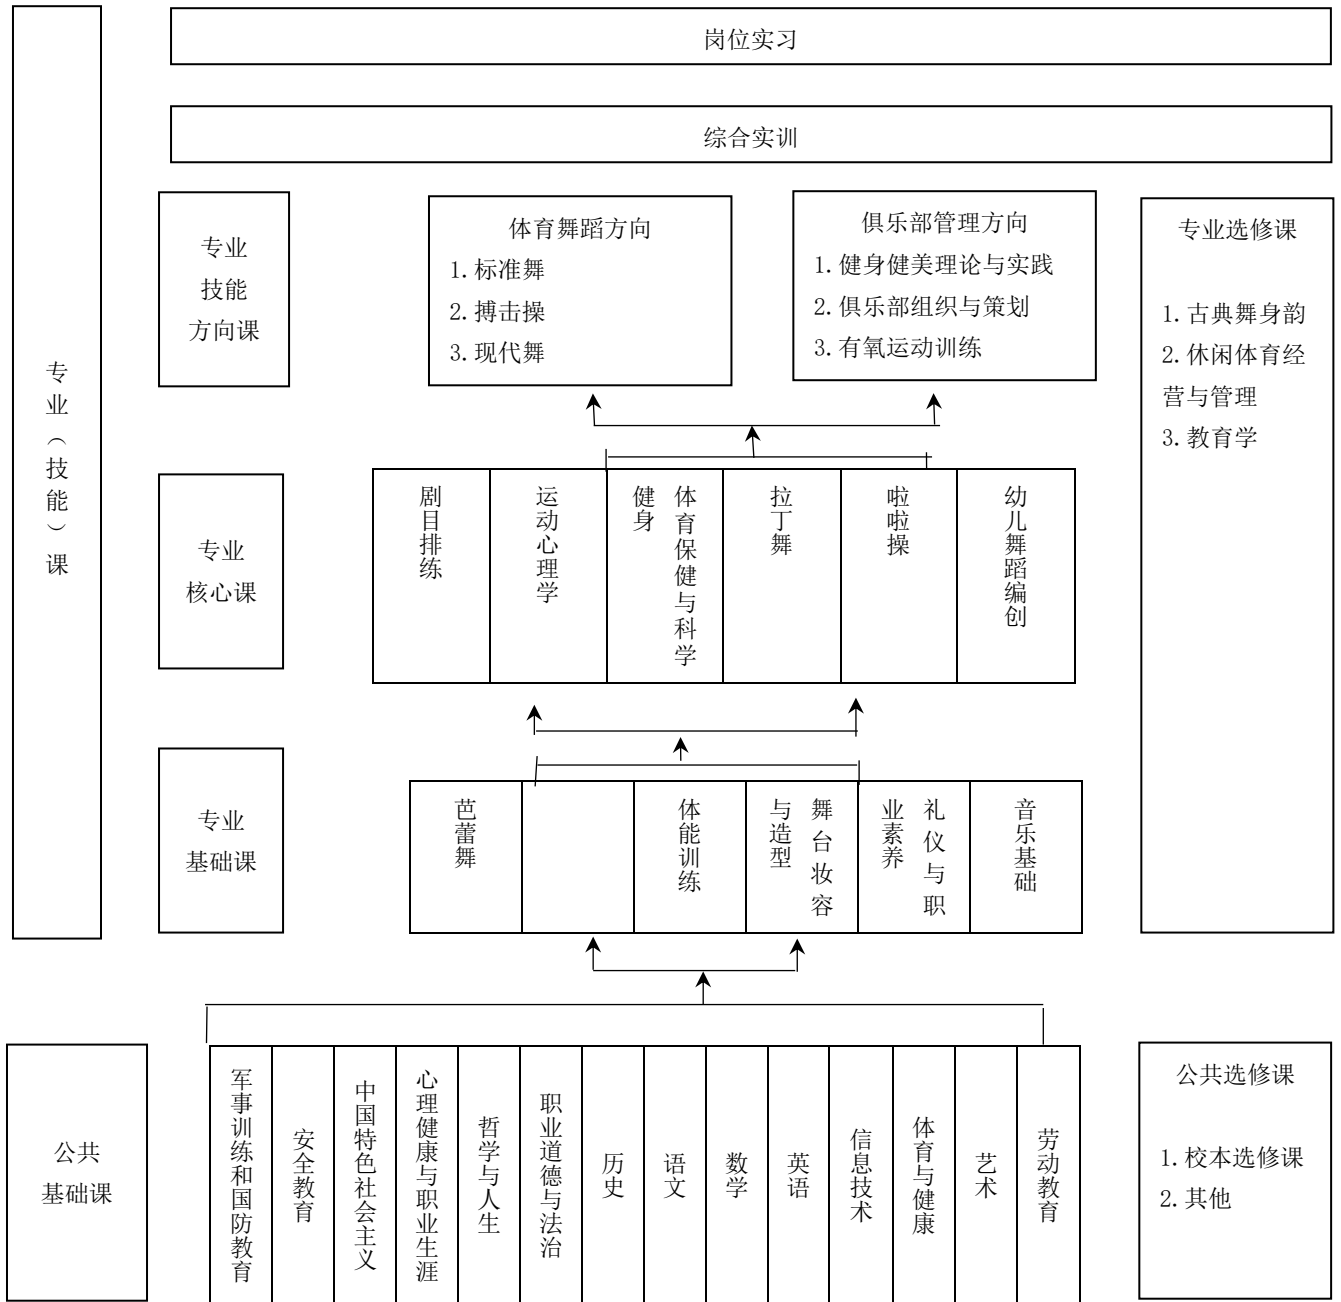 岗位实习
综合实训
专业（技能）课
专业
技能
方向课
体育舞蹈方向
1.标准舞
2.搏击操
3.现代舞
俱乐部管理方向
1.健身健美理论与实践
2.俱乐部组织与策划
3.有氧运动训练
专业选修课
1.古典舞身韵
2.休闲体育经
营与管理
3.教育学
专业
核心课
剧目排练
运动心理学
体育保健与科学
健身
拉丁舞
啦啦操
幼儿舞蹈编创
专业
基础课
芭蕾舞
体能训练
舞台妆容
与造型
礼仪与职
业素养
音乐基础
公共
基础课
军事训练和国防教育
安全教育
中国特色社会主义
心理健康与职业生涯
哲学与人生
职业道德与法治
历史
语文
数学
英语
信息技术
体育与健康
艺术
劳动教育
公共选修课
1.校本选修课
2.其他